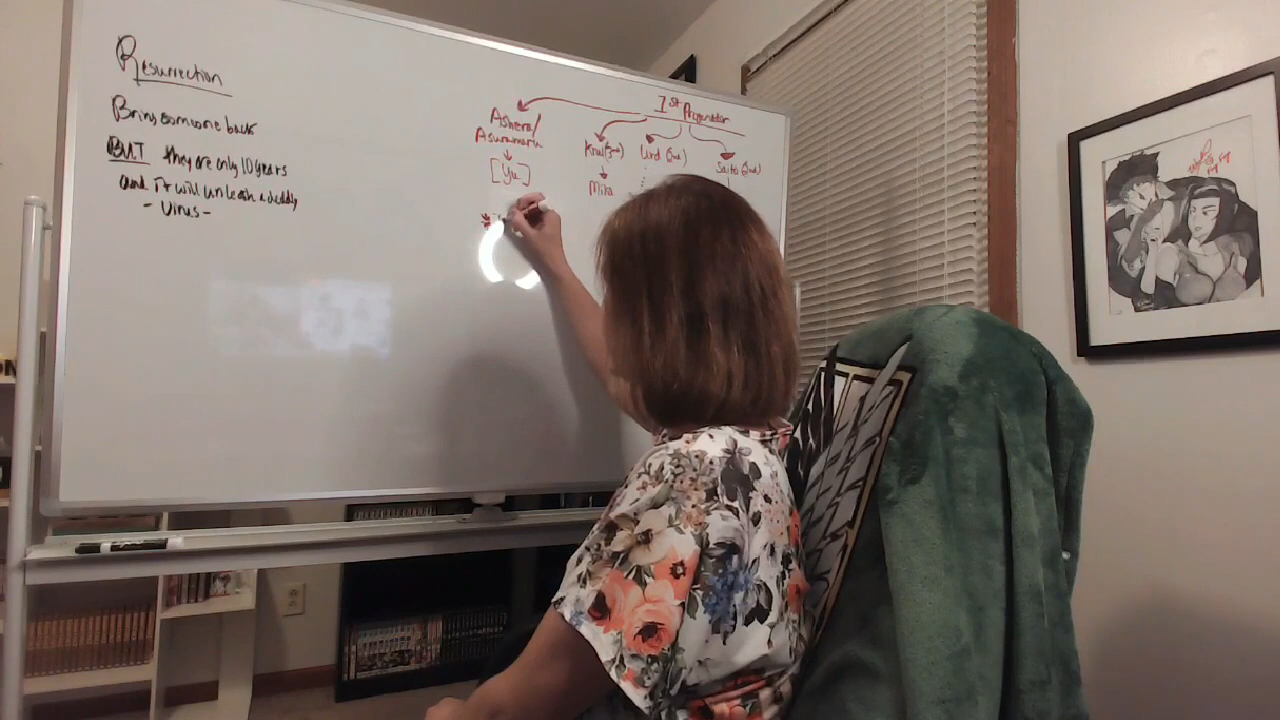 Resurrection
Bring someone back
BUT they are only 10 years
and it will unleash a deadly
- Virus -
1st Progenitor
Ashera/
Asuramaru
[Yu]
Krul (3rd)
Mika
Urd (2nd)
Saito (2nd)